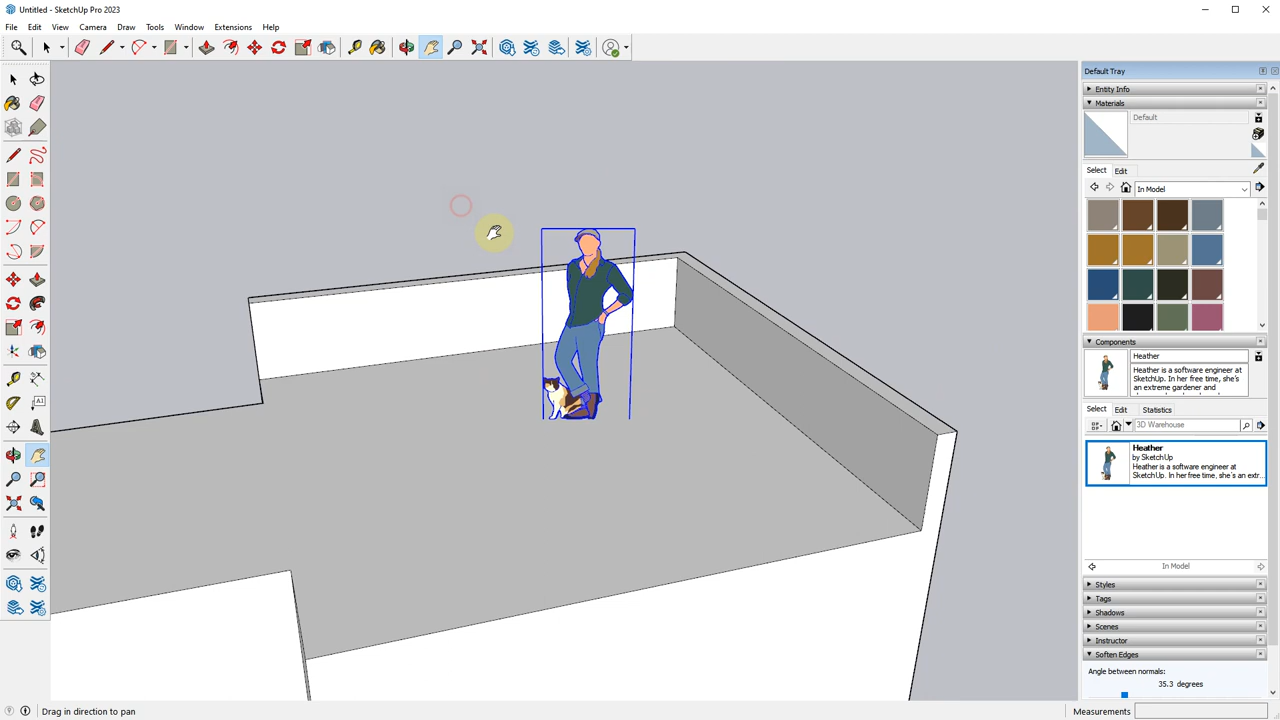 Untitled - SketchUp Pro 2023
File Edit View Camera Draw Tools Window Extensions Help
Default Tray
Entity Info
Materials
Default
Select Edit
In Model
Components
Heather
Heather is a software engineer at
SketchUp. In her free time, she's
an extreme gardener and
Select Edit Statistics
3D Warehouse
Heather
by SketchUp
Heather is a software engineer at
SketchUp. In her free time, she's an extr...
In Model
Styles
Tags
Shadows
Scenes
Instructor
Soften Edges
Angle between normals:
35.3 degrees
Drag in direction to pan
Measurements